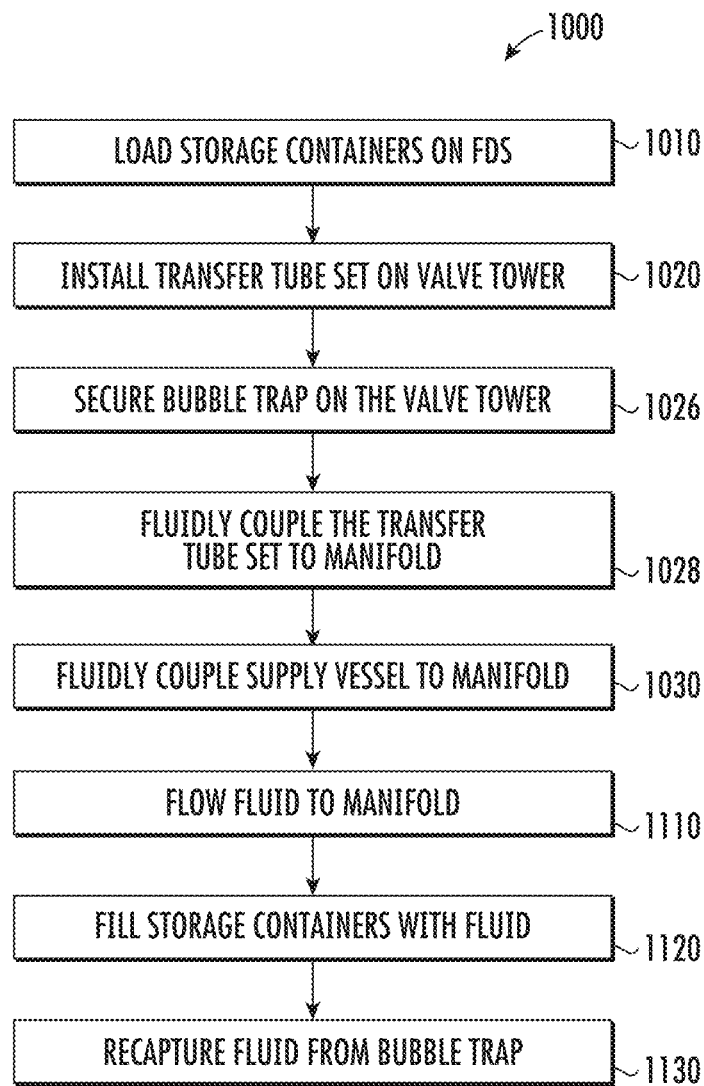 1000
LOAD STORAGE CONTAINERS ON FDS
1010
INSTALL TRANSFER TUBE SET ON VALVE TOWER
1020
SECURE BUBBLE TRAP ON THE VALVE TOWER
1026
FLUIDLY COUPLE THE TRANSFER
TUBE SET TO MANIFOLD
1028
FLUIDLY COUPLE SUPPLY VESSEL TO MANIFOLD
1030
FLOW FLUID TO MANIFOLD
1110
FILL STORAGE CONTAINERS WITH FLUID
1120
RECAPTURE FLUID FROM BUBBLE TRAP
1130